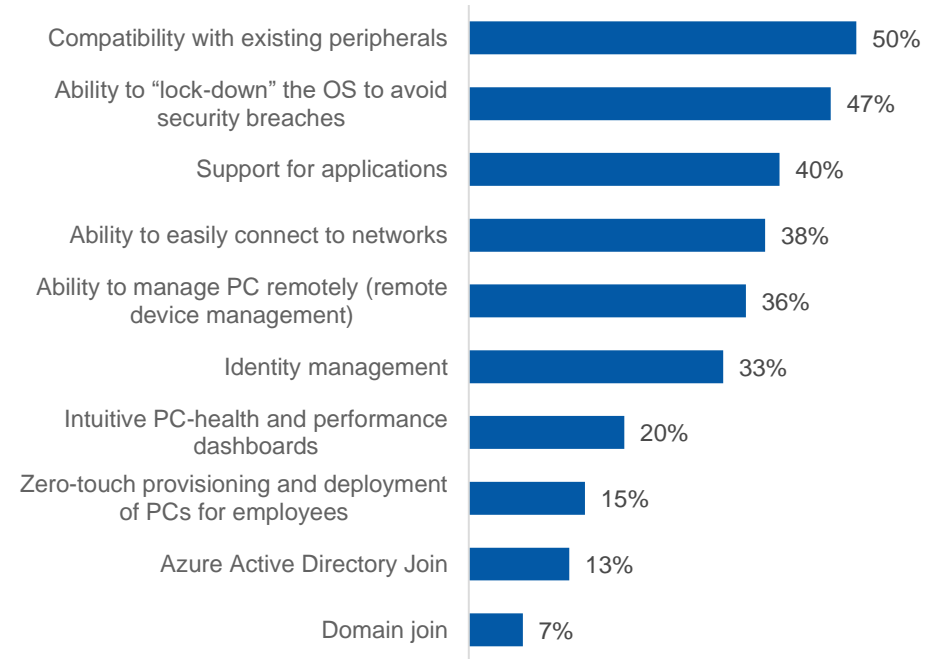 Compatibility with existing peripherals 50%
Ability to “lock-down” the OS to avoid
security breaches 47%
Support for applications 40%
Ability to easily connect to networks 38%
Ability to manage PC remotely (remote
device management) 36%
Identity management 33%
Intuitive PC-health and performance
dashboards 20%
Zero-touch provisioning and deployment
of PCs for employees 15%
Azure Active Directory Join 13%
Domain join 7%